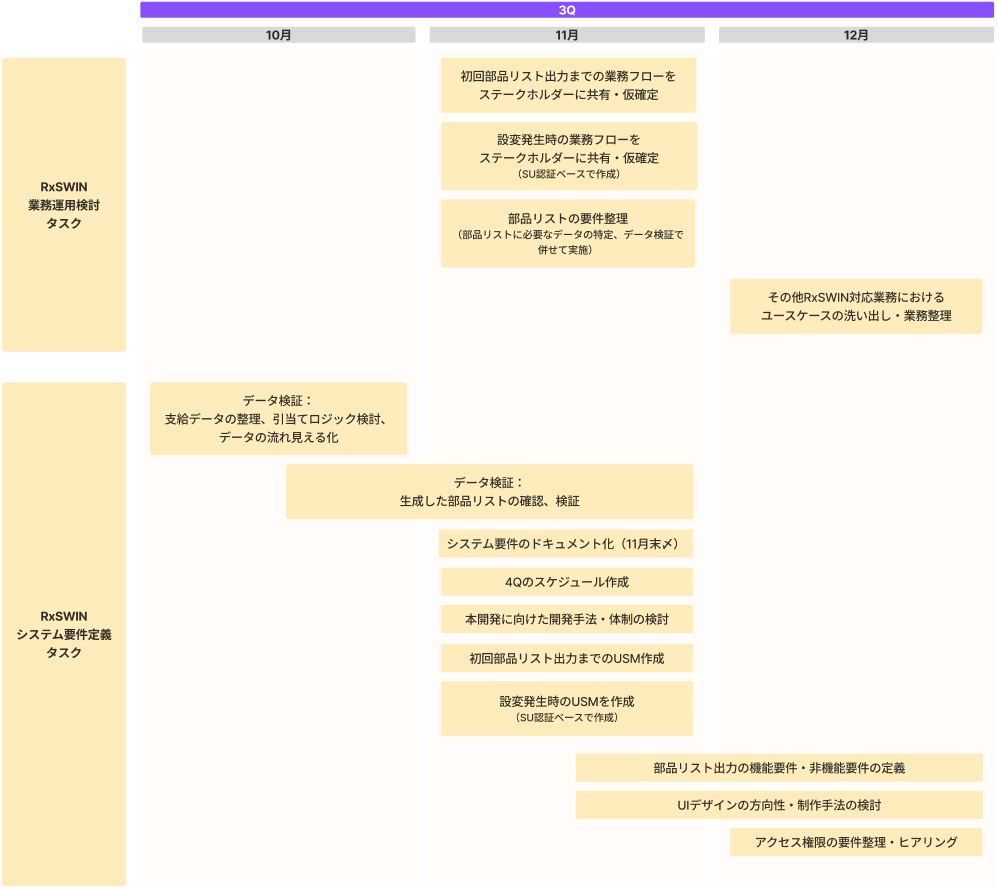 3Q
10月
11月
12月
RxSWIN
業務運用検討
タスク
初回部品リスト出力までの業務フローを
ステークホルダーに共有・仮確定
設変発生時の業務フローを
ステークホルダーに共有・仮確定
（SU認証ベースで作成）
部品リストの要件整理
（部品リストに必要なデータの特定、データ検証で
併せて実施）
その他RxSWIN対応業務における
ユースケースの洗い出し・業務整理
RxSWIN
システム要件定義
タスク
データ検証：
支給データの整理、引当てロジック検討、
データの流れ見える化
データ検証：
生成した部品リストの確認、検証
システム要件のドキュメント化（11月末〆）
4Qのスケジュール作成
本開発に向けた開発手法・体制の検討
初回部品リスト出力までのUSM作成
設変発生時のUSMを作成
（SU認証ベースで作成）
部品リスト出力の機能要件・非機能要件の定義
UIデザインの方向性・制作手法の検討
アクセス権限の要件整理・ヒアリング